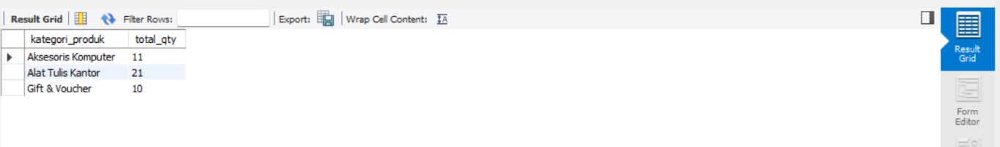 Result Grid Filter Rows: Export: Wrap Cell Content: IA
kategori_produk total_qty
Aksesoris Komputer 11
Alat Tulis Kantor 21
Gift & Voucher 10
Result
Grid
Form
Editor